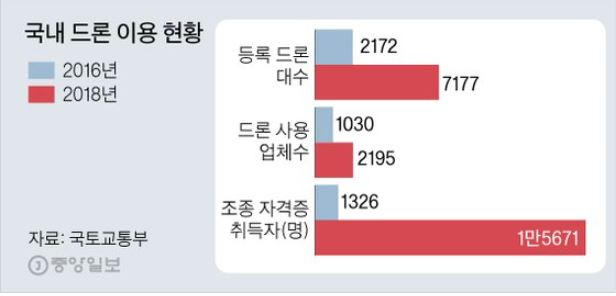 국내 드론 이용 현황
2016년
2018년
등록 드론
대수
2172
7177
드론 사용
업체수
1030
2195
조종 자격증
취득자(명)
1326
1만5671
자료: 국토교통부
중앙일보